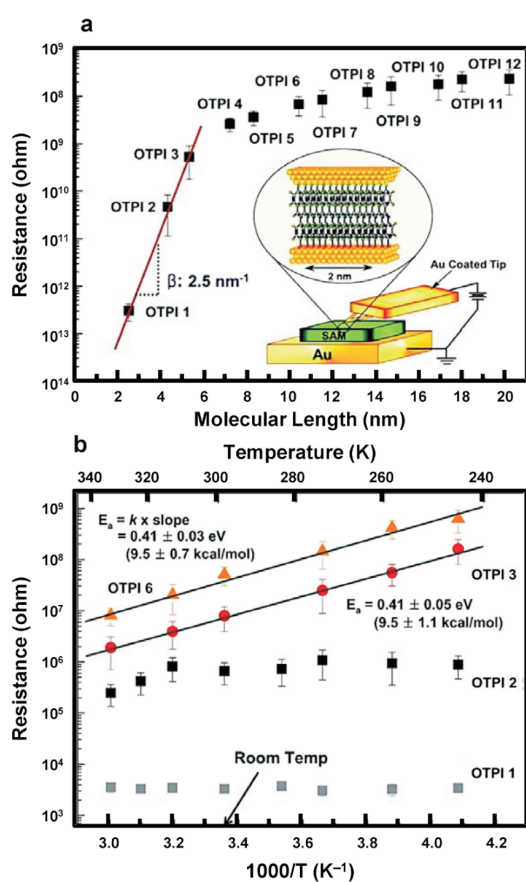 a
10⁹
10⁸
10⁹
10¹⁰
10¹¹
10¹²
10¹³
10¹⁴
Resistance (ohm)
OTPI 1
OTPI 2
OTPI 3
OTPI 4
OTPI 5
OTPI 6
OTPI 7
OTPI 8
OTPI 9
OTPI 10
OTPI 11
OTPI 12
β: 2.5 nm⁻¹
2 nm
Au Coated Tip
SAM
Au
0 2 4 6 8 10 12 14 16 18 20
Molecular Length (nm)
b
Temperature (K)
340 320 300 280 260 240
10⁹
10⁸
10⁷
10⁶
10⁵
10⁴
10³
Resistance (ohm)
Eₐ = k x slope
= 0.41 ± 0.03 eV
(9.5 ± 0.7 kcal/mol)
OTPI 6
OTPI 3
Eₐ = 0.41 ± 0.05 eV
(9.5 ± 1.1 kcal/mol)
OTPI 2
Room Temp
OTPI 1
3.0 3.2 3.4 3.6 3.8 4.0 4.2
1000/T (K⁻¹)